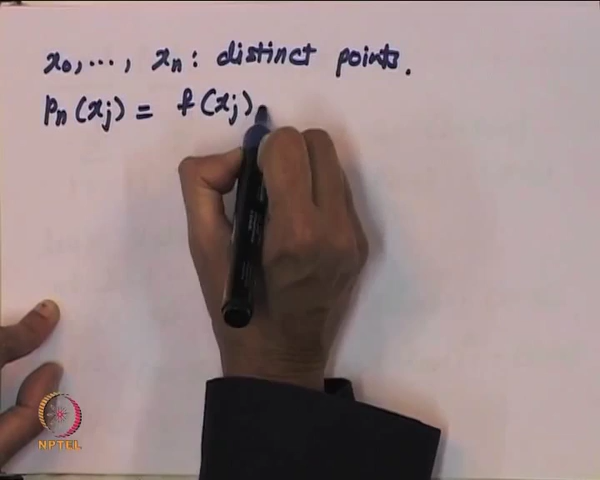 x₀, ..., xₙ : distinct points.
pₙ(xⱼ) = f(xⱼ),
NPTEL